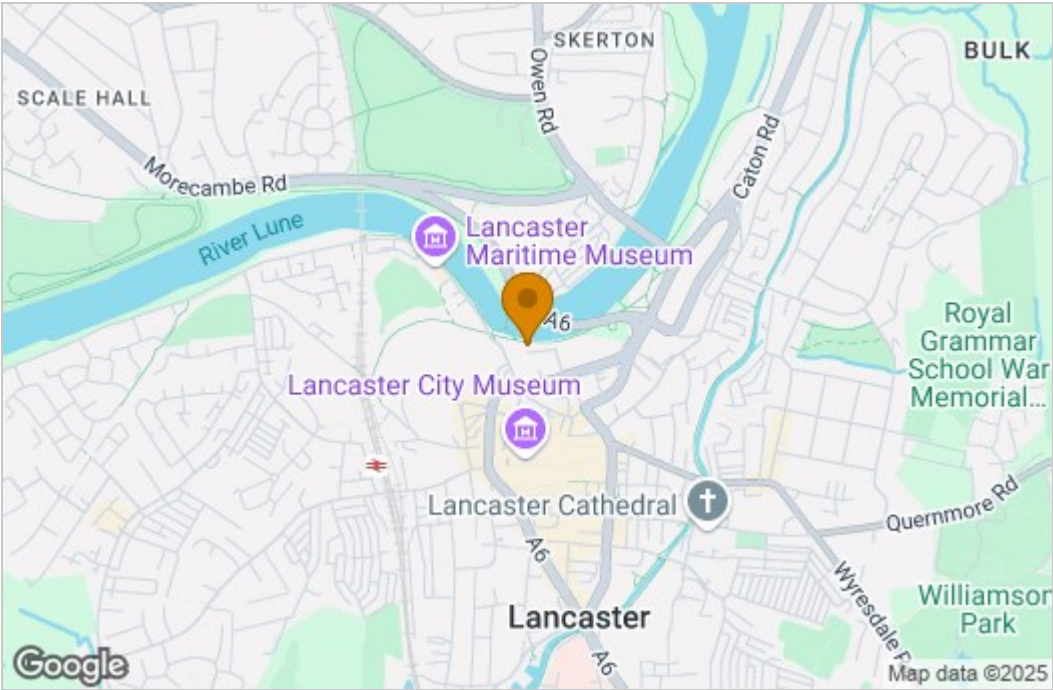 SKERTON
BULK
SCALE HALL
Owen Rd
Caton Rd
Morecambe Rd
River Lune
Lancaster
Maritime Museum
A6
Royal
Grammar
School War
Memorial...
Lancaster City Museum
Lancaster Cathedral
Quernmore Rd
A6
Wyresdale R
Williamson
Park
Lancaster
A6
Google
Map data ©2025